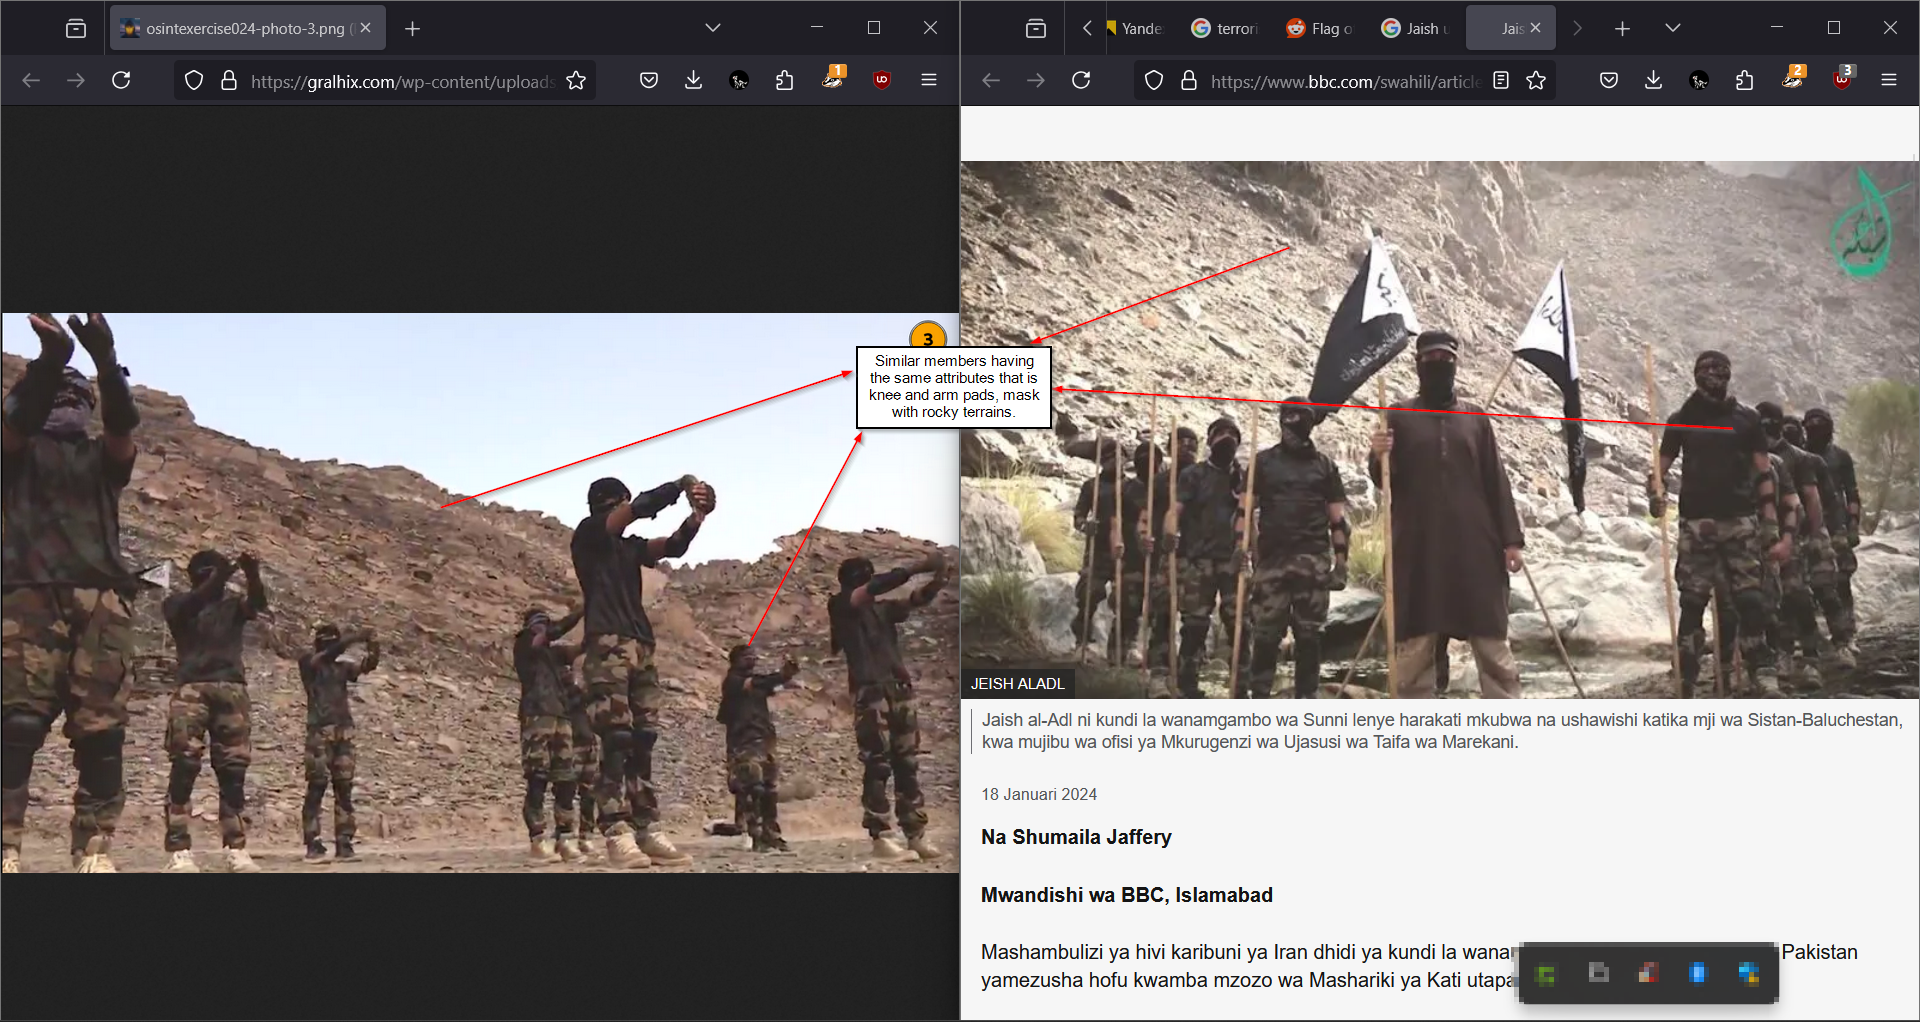 osintexercise024-photo-3.png
Yande
terrori
Flag o
Jaish u
Jais
https://gralhix.com/wp-content/uploads
1
https://www.bbc.com/swahili/article
2
3
3
Similar members having
the same attributes that is
knee and arm pads, mask
with rocky terrains.
JEISH ALADL
Jaish al-Adl ni kundi la wanamgambo wa Sunni lenye harakati mkubwa na ushawishi katika mji wa Sistan-Baluchestan,
kwa mujibu wa ofisi ya Mkurugenzi wa Ujasusi wa Taifa wa Marekani.
18 Januari 2024
Na Shumaila Jaffery
Mwandishi wa BBC, Islamabad
Mashambulizi ya hivi karibuni ya Iran dhidi ya kundi la wana Pakistan
yamezusha hofu kwamba mzozo wa Mashariki ya Kati utapa